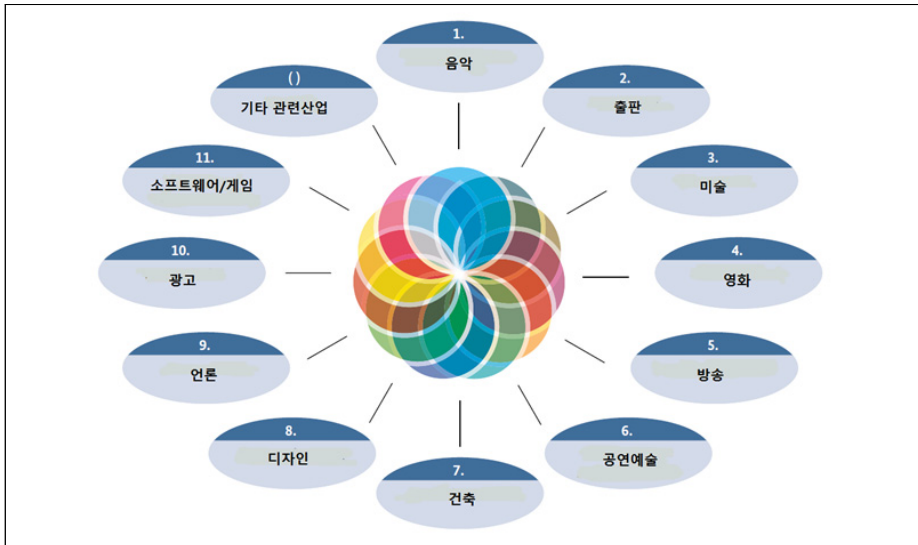 1.
음악
2.
출판
3.
미술
4.
영화
5.
방송
6.
공연예술
7.
건축
8.
디자인
9.
언론
10.
광고
11.
소프트웨어/게임
( )
기타 관련산업